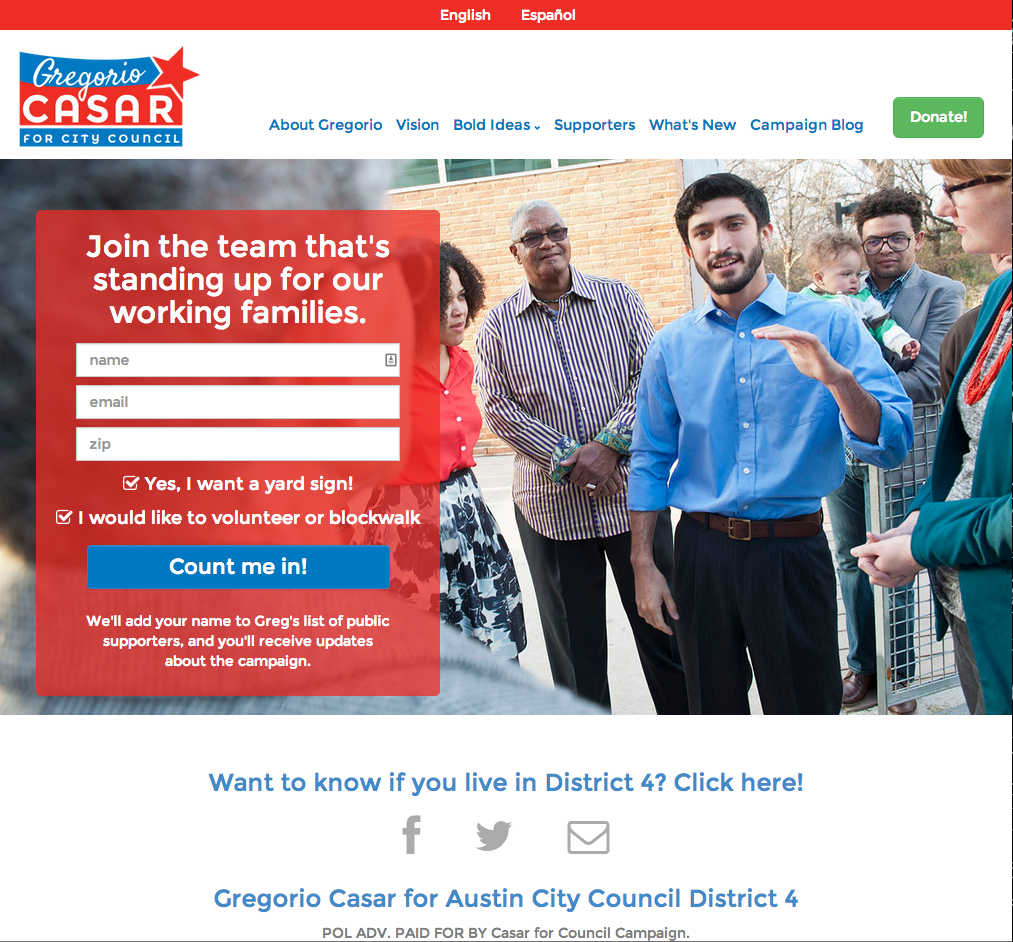 English Español
Gregorio
CASAR
FOR CITY COUNCIL
About Gregorio Vision Bold Ideas Supporters What's New Campaign Blog Donate!
Join the team that's
standing up for our
working families.
name
email
zip
Yes, I want a yard sign!
I would like to volunteer or blockwalk
Count me in!
We'll add your name to Greg's list of public
supporters, and you'll receive updates
about the campaign.
Want to know if you live in District 4? Click here!
Gregorio Casar for Austin City Council District 4
POL ADV. PAID FOR BY Casar for Council Campaign.